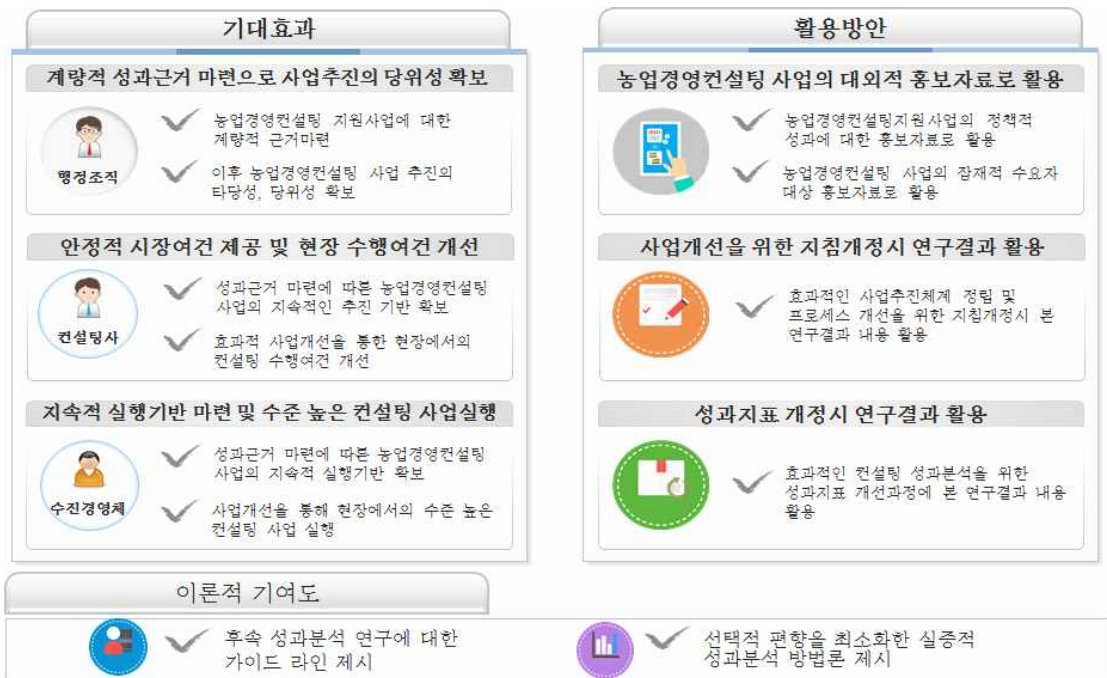 기대효과
계량적 성과근거 마련으로 사업추진의 당위성 확보
행정조직
농업경영컨설팅 지원사업에 대한
계량적 근거마련
이후 농업경영컨설팅 사업 추진의
타당성, 당위성 확보
안정적 시장여건 제공 및 현장 수행여건 개선
컨설팅사
성과근거 마련에 따른 농업경영컨설팅
사업의 지속적인 추진 기반 확보
효과적 사업개선을 통한 현장에서의
컨설팅 수행여건 개선
지속적 실행기반 마련 및 수준 높은 컨설팅 사업실행
수진경영체
성과근거 마련에 따른 농업경영컨설팅
사업의 지속적 실행기반 확보
사업개선을 통해 현장에서의 수준 높은
컨설팅 사업 실행
활용방안
농업경영컨설팅 사업의 대외적 홍보자료로 활용
농업경영컨설팅지원사업의 정책적
성과에 대한 홍보자료로 활용
농업경영컨설팅 사업의 잠재적 수요자
대상 홍보자료로 활용
사업개선을 위한 지침개정시 연구결과 활용
효과적인 사업추진체계 정립 및
프로세스 개선을 위한 지침개정시 본
연구결과 내용 활용
성과지표 개정시 연구결과 활용
효과적인 컨설팅 성과분석을 위한
성과지표 개선과정에 본 연구결과 내용
활용
이론적 기여도
후속 성과분석 연구에 대한
가이드 라인 제시
선택적 편향을 최소화한 실증적
성과분석 방법론 제시